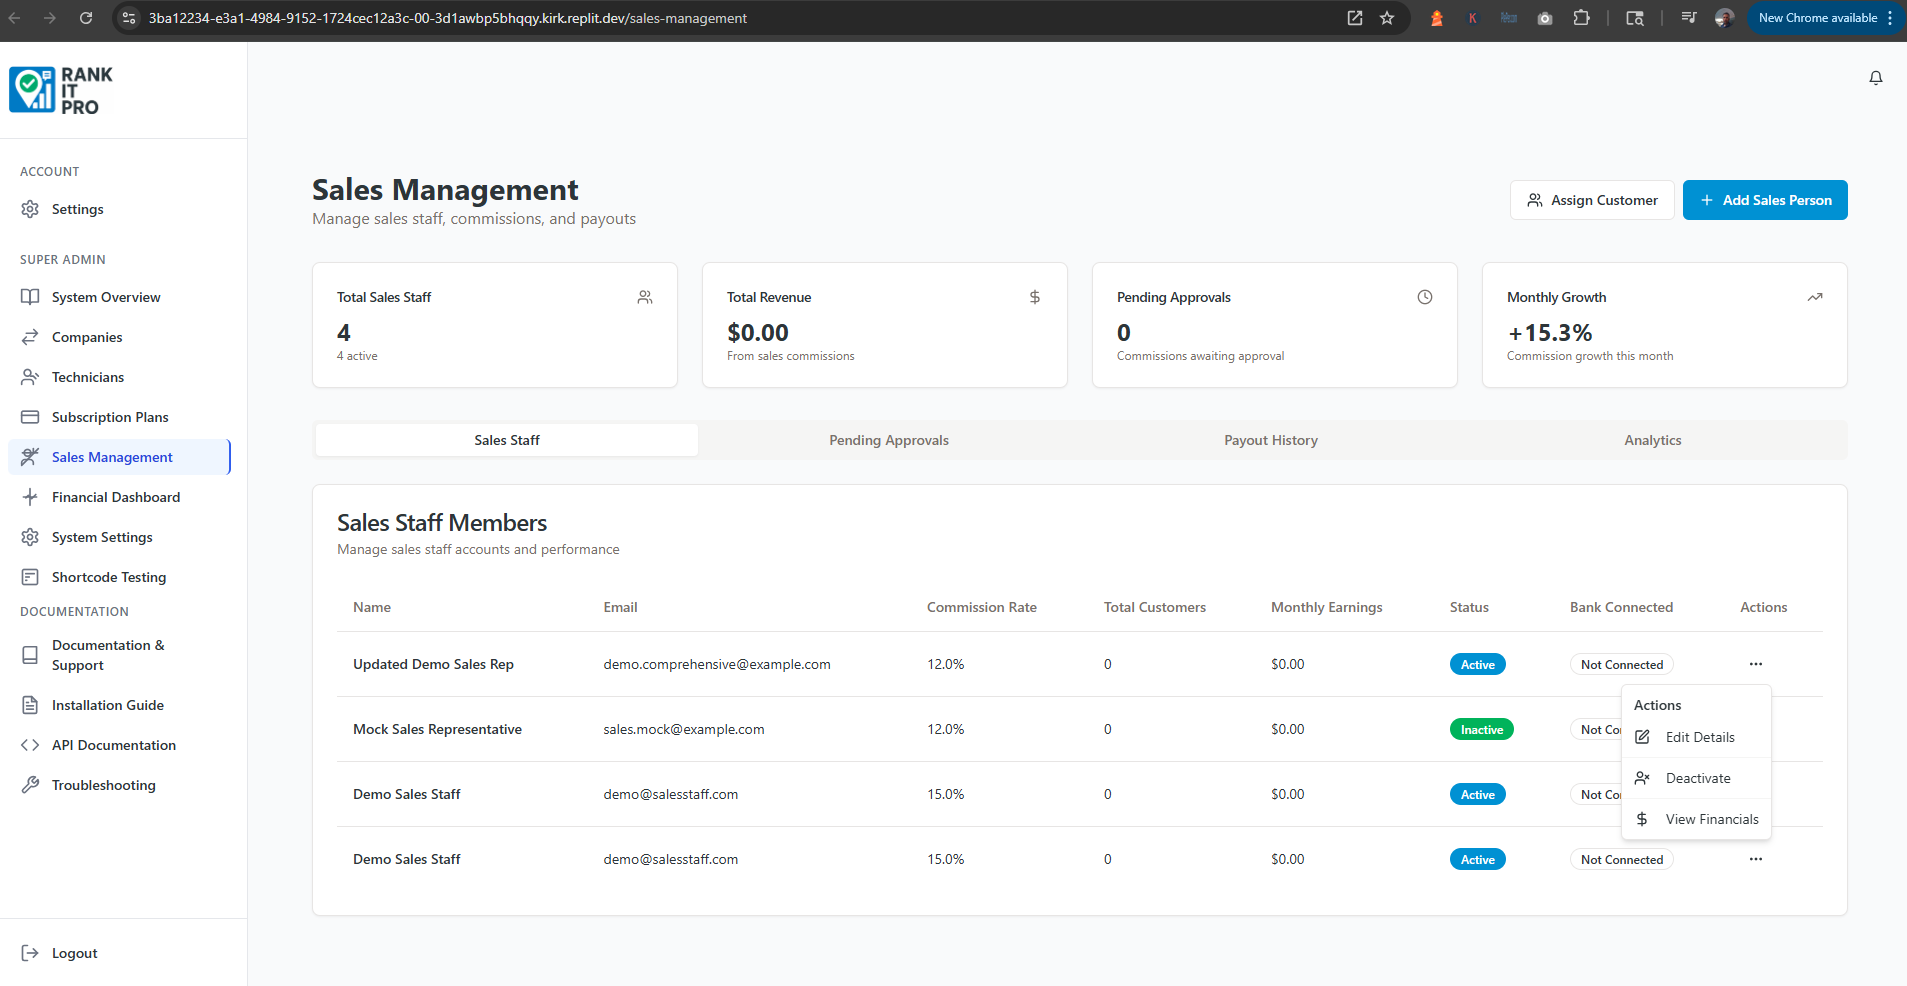 3ba12234-e3a1-4984-9152-1724cec12a3c-00-3d1awbp5bhqqy.kirk.replit.dev/sales-management
K
New Chrome available
RANK
IT
PRO
ACCOUNT
Settings
SUPER ADMIN
System Overview
Companies
Technicians
Subscription Plans
Sales Management
Financial Dashboard
System Settings
Shortcode Testing
DOCUMENTATION
Documentation &
Support
Installation Guide
API Documentation
Troubleshooting
Logout
Sales Management
Manage sales staff, commissions, and payouts
Assign Customer
+ Add Sales Person
Total Sales Staff
4
4 active
Total Revenue $
$0.00
From sales commissions
Pending Approvals
0
Commissions awaiting approval
Monthly Growth
+15.3%
Commission growth this month
Sales Staff Pending Approvals Payout History Analytics
Sales Staff Members
Manage sales staff accounts and performance
Name Email Commission Rate Total Customers Monthly Earnings Status Bank Connected Actions
Updated Demo Sales Rep demo.comprehensive@example.com 12.0% 0 $0.00 Active Not Connected ...
Mock Sales Representative sales.mock@example.com 12.0% 0 $0.00 Inactive Not Co
Demo Sales Staff demo@salesstaff.com 15.0% 0 $0.00 Active Not Co
Demo Sales Staff demo@salesstaff.com 15.0% 0 $0.00 Active Not Connected ...
Actions
Edit Details
Deactivate
$ View Financials